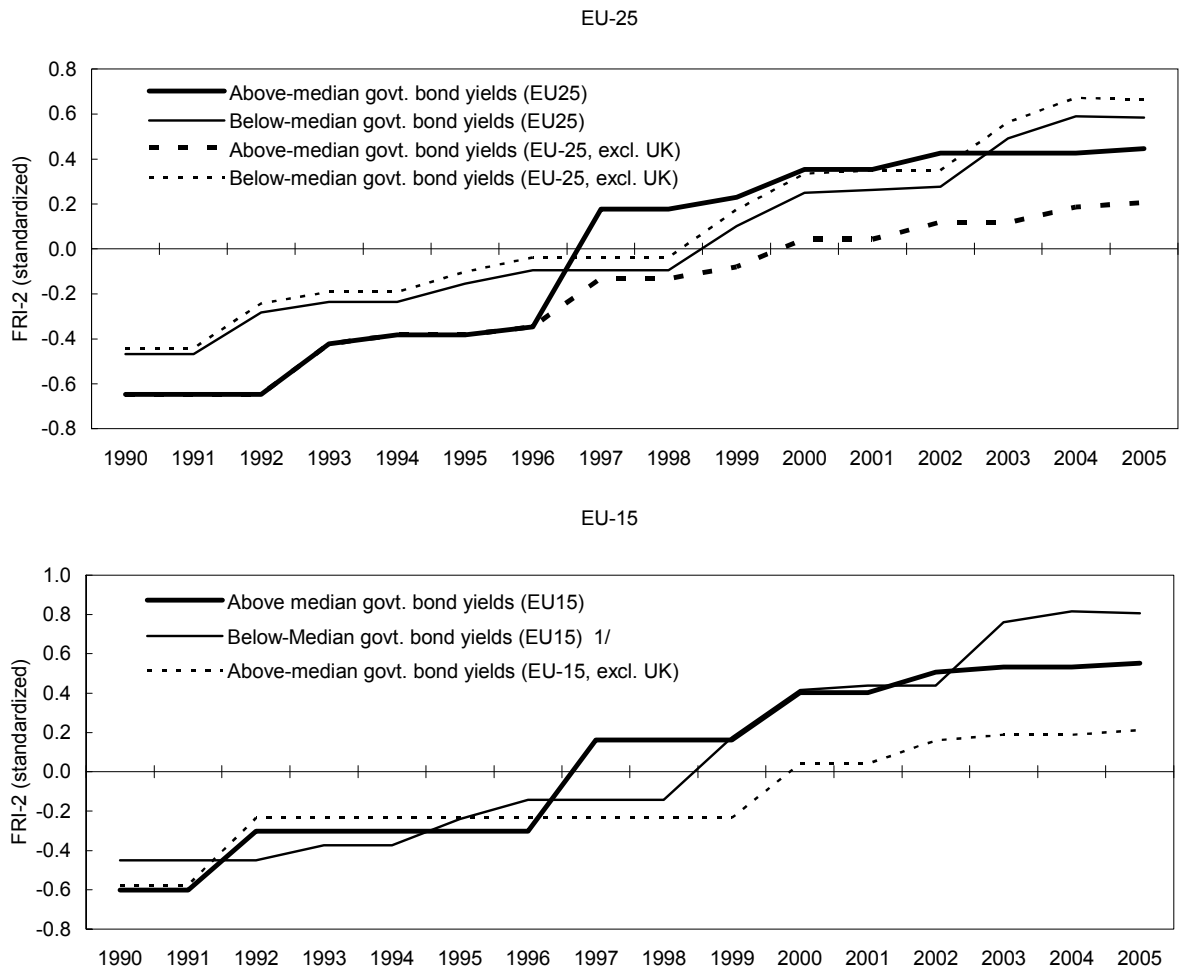 EU-25
FRI-2 (standardized)
0.8
0.6
0.4
0.2
0.0
-0.2
-0.4
-0.6
-0.8
Above-median govt. bond yields (EU25)
Below-median govt. bond yields (EU25)
Above-median govt. bond yields (EU-25, excl. UK)
Below-median govt. bond yields (EU-25, excl. UK)
1990 1991 1992 1993 1994 1995 1996 1997 1998 1999 2000 2001 2002 2003 2004 2005
EU-15
FRI-2 (standardized)
1.0
0.8
0.6
0.4
0.2
0.0
-0.2
-0.4
-0.6
-0.8
Above median govt. bond yields (EU15)
Below-Median govt. bond yields (EU15) 1/
Above-median govt. bond yields (EU-15, excl. UK)
1990 1991 1992 1993 1994 1995 1996 1997 1998 1999 2000 2001 2002 2003 2004 2005